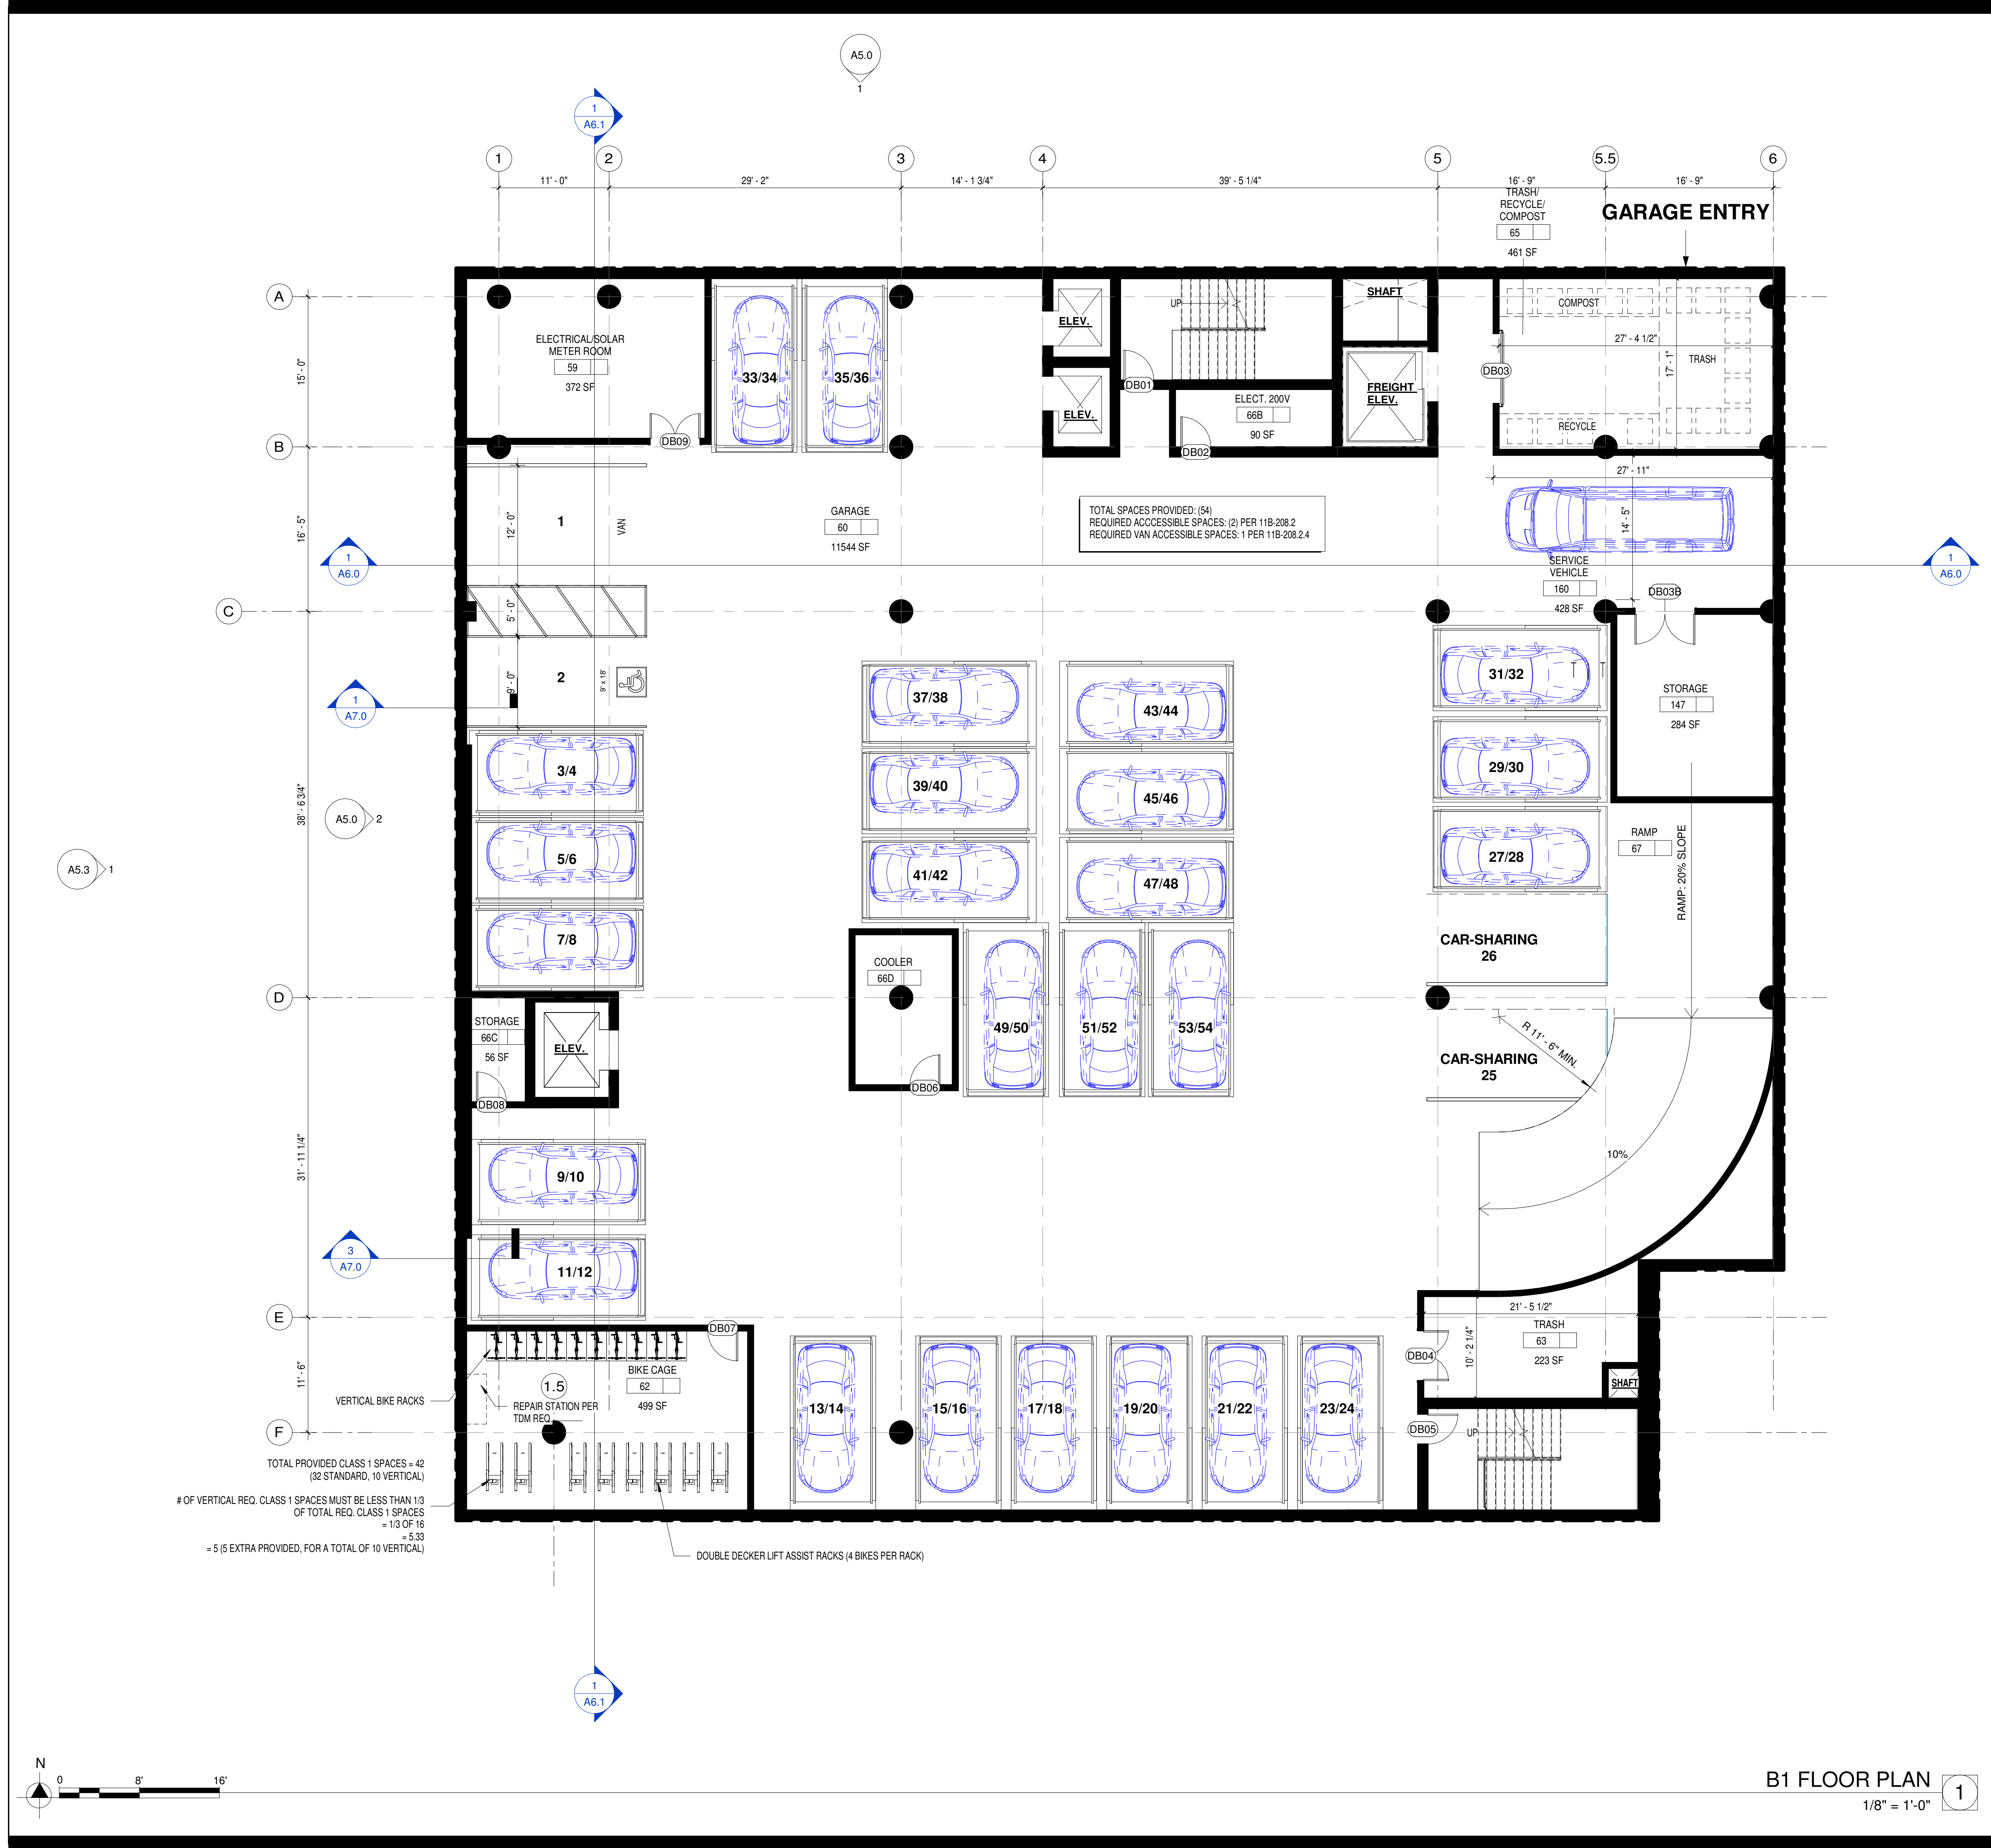 A5.0
1
1
A6.1
1
2
3
4
5
5.5
6
11' - 0"
29' - 2"
14' - 1 3/4"
39' - 5 1/4"
16' - 9"
16' - 9"
TRASH/
RECYCLE/
COMPOST
65
461 SF
GARAGE ENTRY
A
B
C
D
E
F
15' - 0"
16' - 5"
38' - 6 3/4"
31' - 11 1/4"
11' - 6"
ELECTRICAL/SOLAR
METER ROOM
59
372 SF
DB09
33/34
35/36
ELEV.
ELEV.
UP
DB01
ELECT. 200V
66B
90 SF
DB02
SHAFT
FREIGHT
ELEV.
DB03
COMPOST
27' - 4 1/2"
17' - 1"
TRASH
RECYCLE
27' - 11"
14' - 5"
SERVICE
VEHICLE
160
428 SF
DB03B
1
12' - 0"
VAN
GARAGE
60
11544 SF
TOTAL SPACES PROVIDED: (54)
REQUIRED ACCCESSIBLE SPACES: (2) PER 11B-208.2
REQUIRED VAN ACCESSIBLE SPACES: 1 PER 11B-208.2.4
1
A6.0
1
A6.0
5' - 0"
2
9' - 0"
9' x 18'
1
A7.0
A5.0
2
A5.3
1
3/4
5/6
7/8
37/38
39/40
41/42
43/44
45/46
47/48
31/32
T
T
29/30
27/28
STORAGE
147
284 SF
RAMP
67
RAMP: 20% SLOPE
CAR-SHARING
26
CAR-SHARING
25
R 11' - 6" MIN.
10%
COOLER
66D
DB06
49/50
51/52
53/54
STORAGE
66C
56 SF
DB08
ELEV.
9/10
11/12
3
A7.0
DB07
BIKE CAGE
62
499 SF
1.5
REPAIR STATION PER
TDM REQ.
VERTICAL BIKE RACKS
TOTAL PROVIDED CLASS 1 SPACES = 42
(32 STANDARD, 10 VERTICAL)
# OF VERTICAL REQ. CLASS 1 SPACES MUST BE LESS THAN 1/3
OF TOTAL REQ. CLASS 1 SPACES
= 1/3 OF 16
= 5.33
= 5 (5 EXTRA PROVIDED, FOR A TOTAL OF 10 VERTICAL)
DOUBLE DECKER LIFT ASSIST RACKS (4 BIKES PER RACK)
13/14
15/16
17/18
19/20
21/22
23/24
21' - 5 1/2"
10' - 2 1/4"
TRASH
63
223 SF
DB04
SHAFT
DB05
UP
1
A6.1
N
0
8'
16'
B1 FLOOR PLAN
1
1/8" = 1'-0"